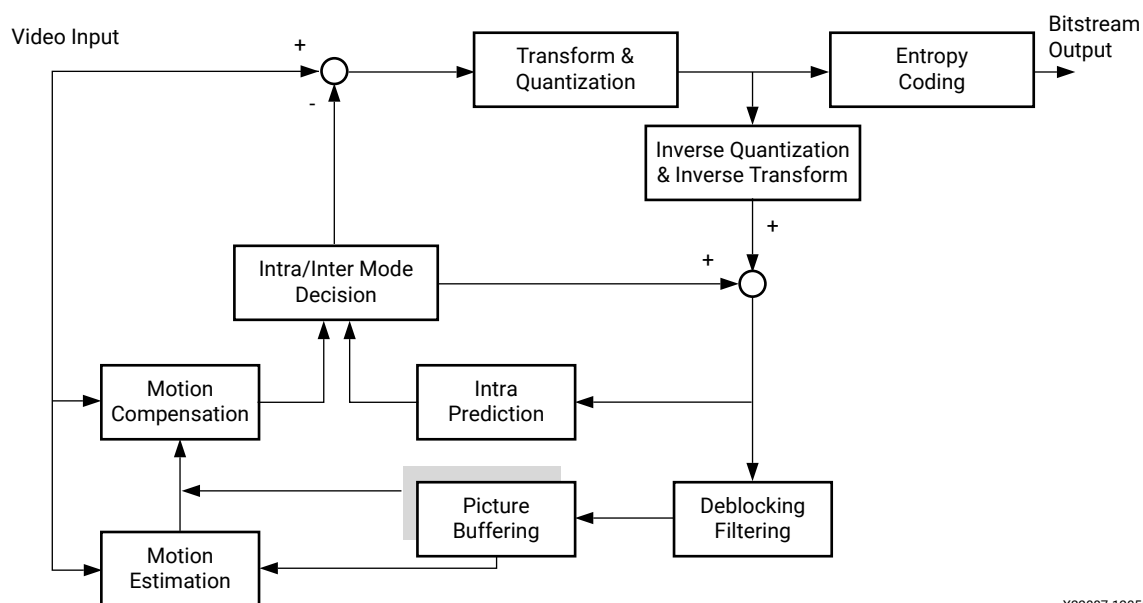 Video Input
Bitstream
Output
+
-
Transform &
Quantization
Entropy
Coding
Inverse Quantization
& Inverse Transform
+
+
Intra/Inter Mode
Decision
Motion
Compensation
Intra
Prediction
Picture
Buffering
Deblocking
Filtering
Motion
Estimation